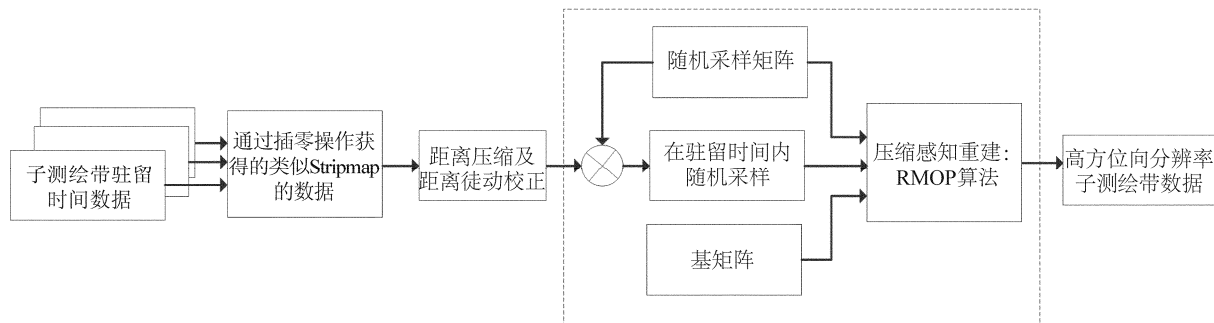 子测绘带驻留
时间数据
通过插零操作获
得的类似Stripmap
的数据
距离压缩及
距离徒动校正
随机采样矩阵
在驻留时间内
随机采样
基矩阵
压缩感知重建：
RMOP算法
高方位向分辨率
子测绘带数据